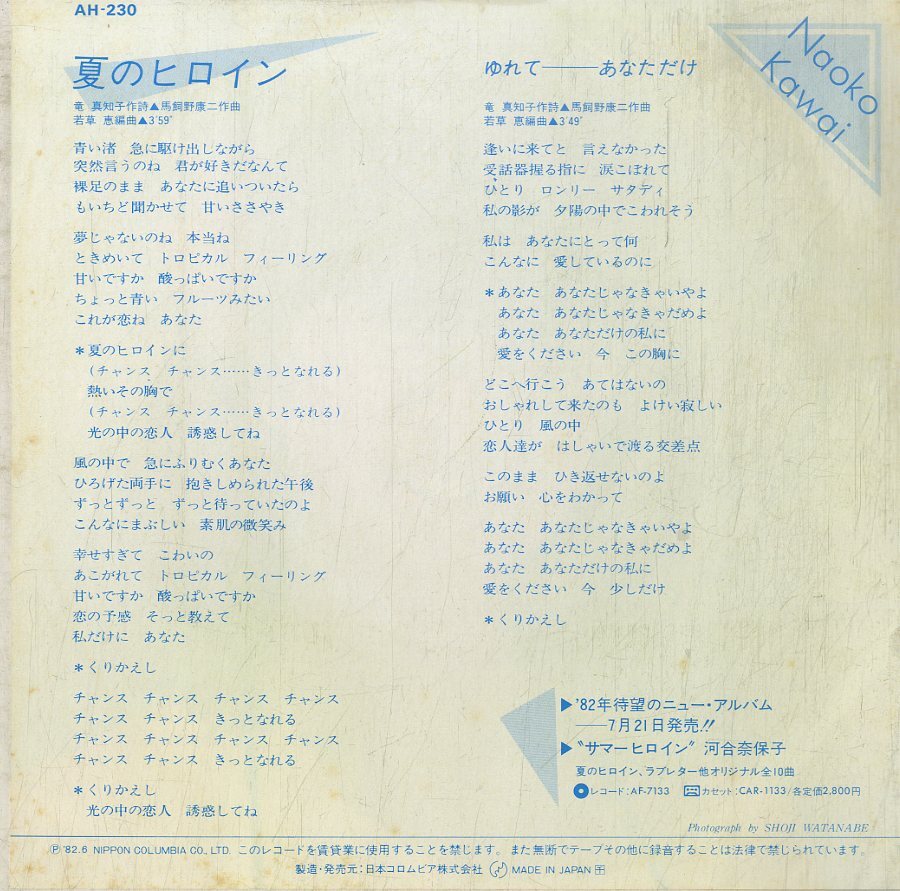 AH-230
夏のヒロイン
竜 真知子作詩▲馬飼野康二作曲
若草 恵編曲▲3'59"
青い渚 急に駆け出しながら
突然言うのね 君が好きだなんて
裸足のまま あなたに追いついたら
もいちど聞かせて 甘いささやき
夢じゃないのね 本当ね
ときめいて トロピカル フィーリング
甘いですか 酸っぱいですか
ちょっと青い フルーツみたい
これが恋ね あなた
*夏のヒロインに
(チャンス チャンス……きっとなれる)
熱いその胸で
(チャンス チャンス……きっとなれる)
光の中の恋人 誘惑してね
風の中で 急にふりむくあなた
ひろげた両手に 抱きしめられた午後
ずっとずっと ずっと待っていたのよ
こんなにまぶしい 素肌の微笑み
幸せすぎて こわいの
あこがれて トロピカル フィーリング
甘いですか 酸っぱいですか
恋の予感 そっと教えて
私だけに あなた
*くりかえし
チャンス チャンス チャンス チャンス
チャンス チャンス きっとなれる
チャンス チャンス チャンス チャンス
チャンス チャンス きっとなれる
*くりかえし
光の中の恋人 誘惑してね
ゆれて――あなただけ
竜 真知子作詩▲馬飼野康二作曲
若草 恵編曲▲3'49"
逢いに来てと 言えなかった
受話器握る指に 涙こぼれて
ひとり ロンリー サタディ
私の影が 夕陽の中でこわれそう
私は あなたにとって何
こんなに 愛しているのに
*あなた あなたじゃなきゃいやよ
あなた あなたじゃなきゃだめよ
あなた あなただけの私に
愛をください 今 この胸に
どこへ行こう あてはないの
おしゃれして来たのも よけい寂しい
ひとり 風の中
恋人達が はしゃいで渡る交差点
このまま ひき返せないのよ
お願い 心をわかって
あなた あなたじゃなきゃいやよ
あなた あなたじゃなきゃだめよ
あなた あなただけの私に
愛をください 今 少しだけ
*くりかえし
Naoko
Kawai
▶'82年待望のニュー・アルバム
――7月21日発売!!
▶"サマーヒロイン" 河合奈保子
夏のヒロイン、ラブレター他オリジナル全10曲
レコード:AF-7133 カセット:CAR-1133/各定価2,800円
Photograph by SHOJI WATANABE
Ⓟ '82.6 NIPPON COLUMBIA CO., LTD. このレコードを賃貸業に使用することを禁じます。また無断でテープその他に録音することは法律で禁じられています。
製造・発売元:日本コロムビア株式会社 MADE IN JAPAN